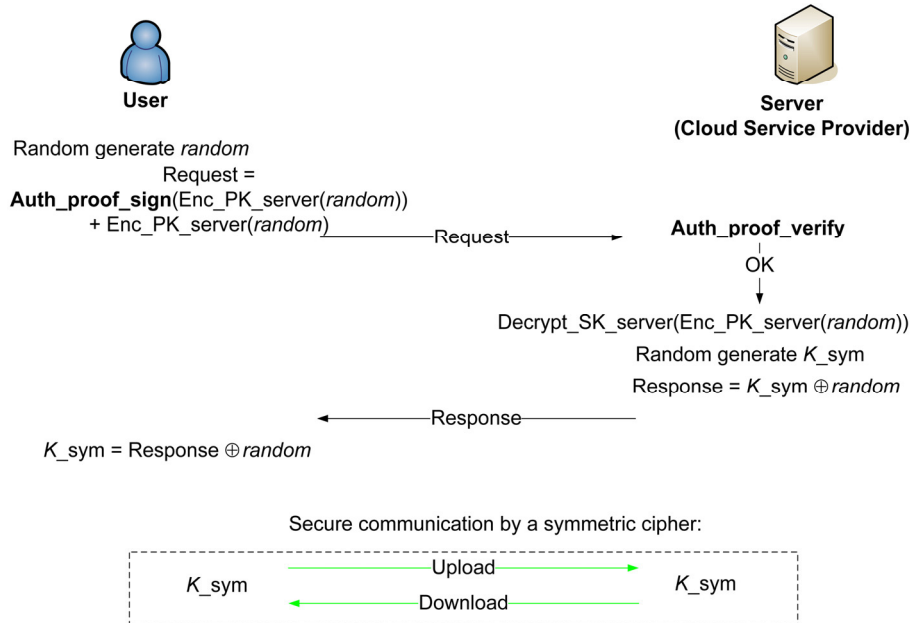 User
Server
(Cloud Service Provider)
Random generate random
Request =
Auth_proof_sign(Enc_PK_server(random))
+ Enc_PK_server(random)
Request
Auth_proof_verify
OK
Decrypt_SK_server(Enc_PK_server(random))
Random generate K_sym
Response = K_sym ⊕ random
Response
K_sym = Response ⊕ random
Secure communication by a symmetric cipher:
K_sym
Upload
K_sym
Download